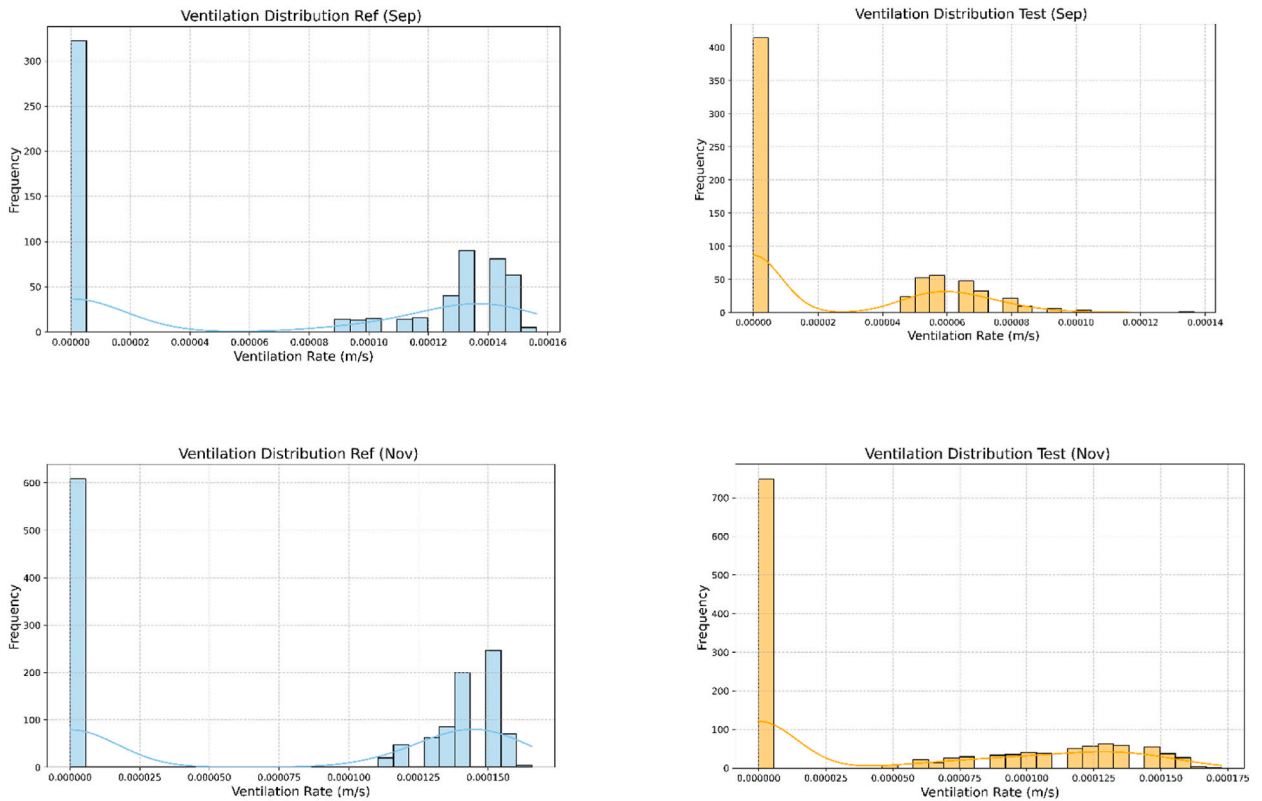 Ventilation Distribution Ref (Sep)
300
250
200
150
100
50
0
Frequency
0.00000 0.00002 0.00004 0.00006 0.00008 0.00010 0.00012 0.00014 0.00016
Ventilation Rate (m/s)
Ventilation Distribution Test (Sep)
400
350
300
250
200
150
100
50
0
Frequency
0.00000 0.00002 0.00004 0.00006 0.00008 0.00010 0.00012 0.00014
Ventilation Rate (m/s)
Ventilation Distribution Ref (Nov)
600
500
400
300
200
100
0
Frequency
0.000000 0.000025 0.000050 0.000075 0.000100 0.000125 0.000150
Ventilation Rate (m/s)
Ventilation Distribution Test (Nov)
700
600
500
400
300
200
100
0
Frequency
0.000000 0.000025 0.000050 0.000075 0.000100 0.000125 0.000150 0.000175
Ventilation Rate (m/s)